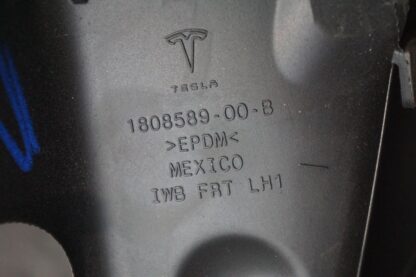 TESLA
1808589-00-B
>EPDM<
MEXICO
IWB FRT LH1